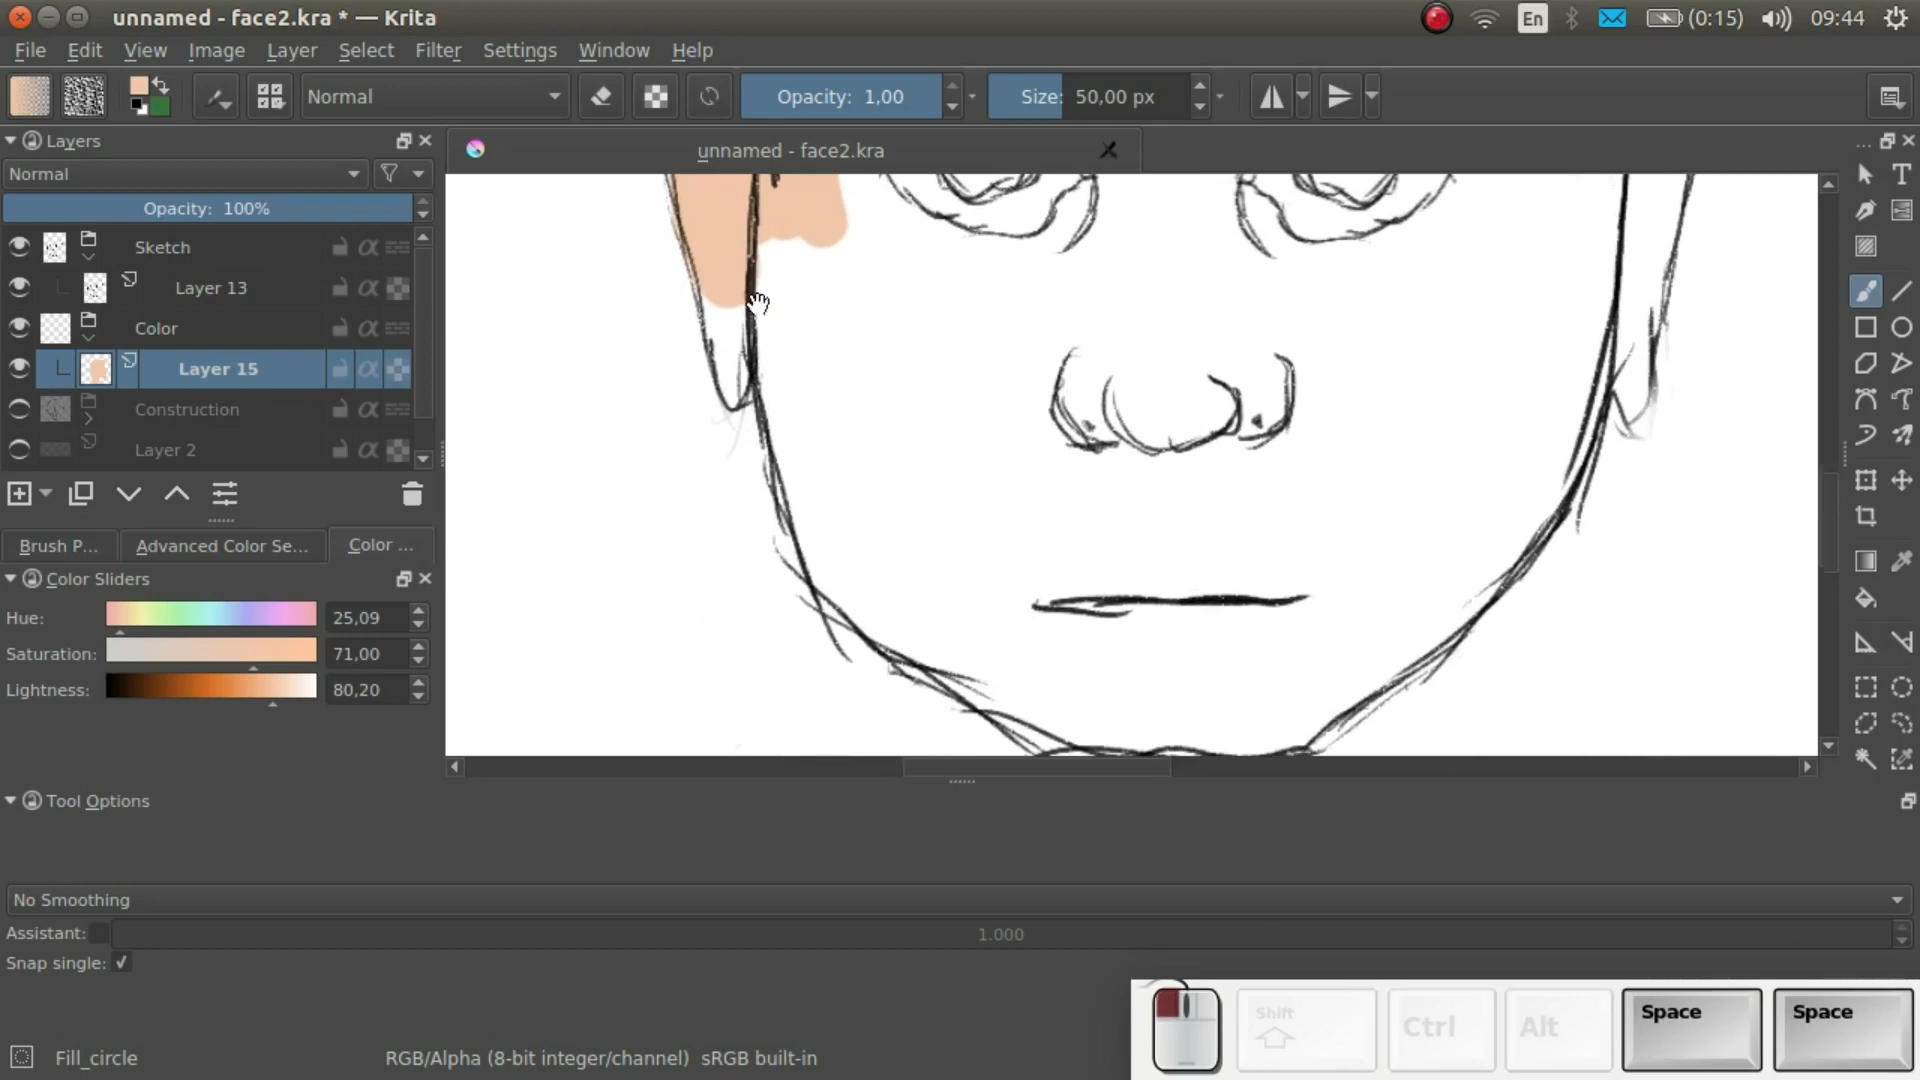 unnamed - face2.kra * — Krita
En
(0:15)
09:44
File Edit View Image Layer Select Filter Settings Window Help
Normal
Opacity: 1,00
Size: 50,00 px
Layers
unnamed - face2.kra
Normal
Opacity: 100%
Sketch
Layer 13
Color
Layer 15
Construction
Layer 2
Brush P...
Advanced Color Se...
Color ...
Color Sliders
Hue: 25,09
Saturation: 71,00
Lightness: 80,20
Tool Options
No Smoothing
Assistant: 1.000
Snap single:
Shift
Ctrl
Alt
Space
Space
Fill_circle
RGB/Alpha (8-bit integer/channel) sRGB built-in